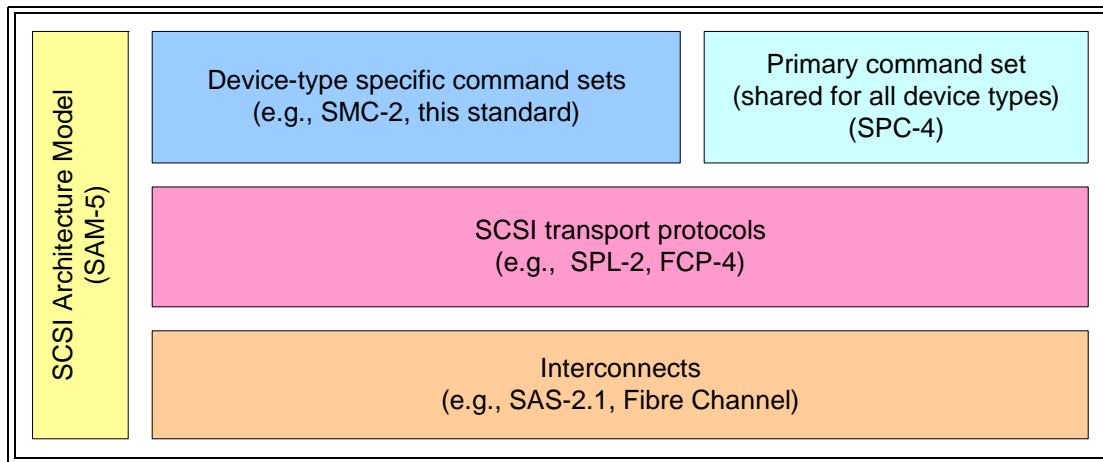 SCSI Architecture Model
(SAM-5)
Device-type specific command sets
(e.g., SMC-2, this standard)
Primary command set
(shared for all device types)
(SPC-4)
SCSI transport protocols
(e.g., SPL-2, FCP-4)
Interconnects
(e.g., SAS-2.1, Fibre Channel)